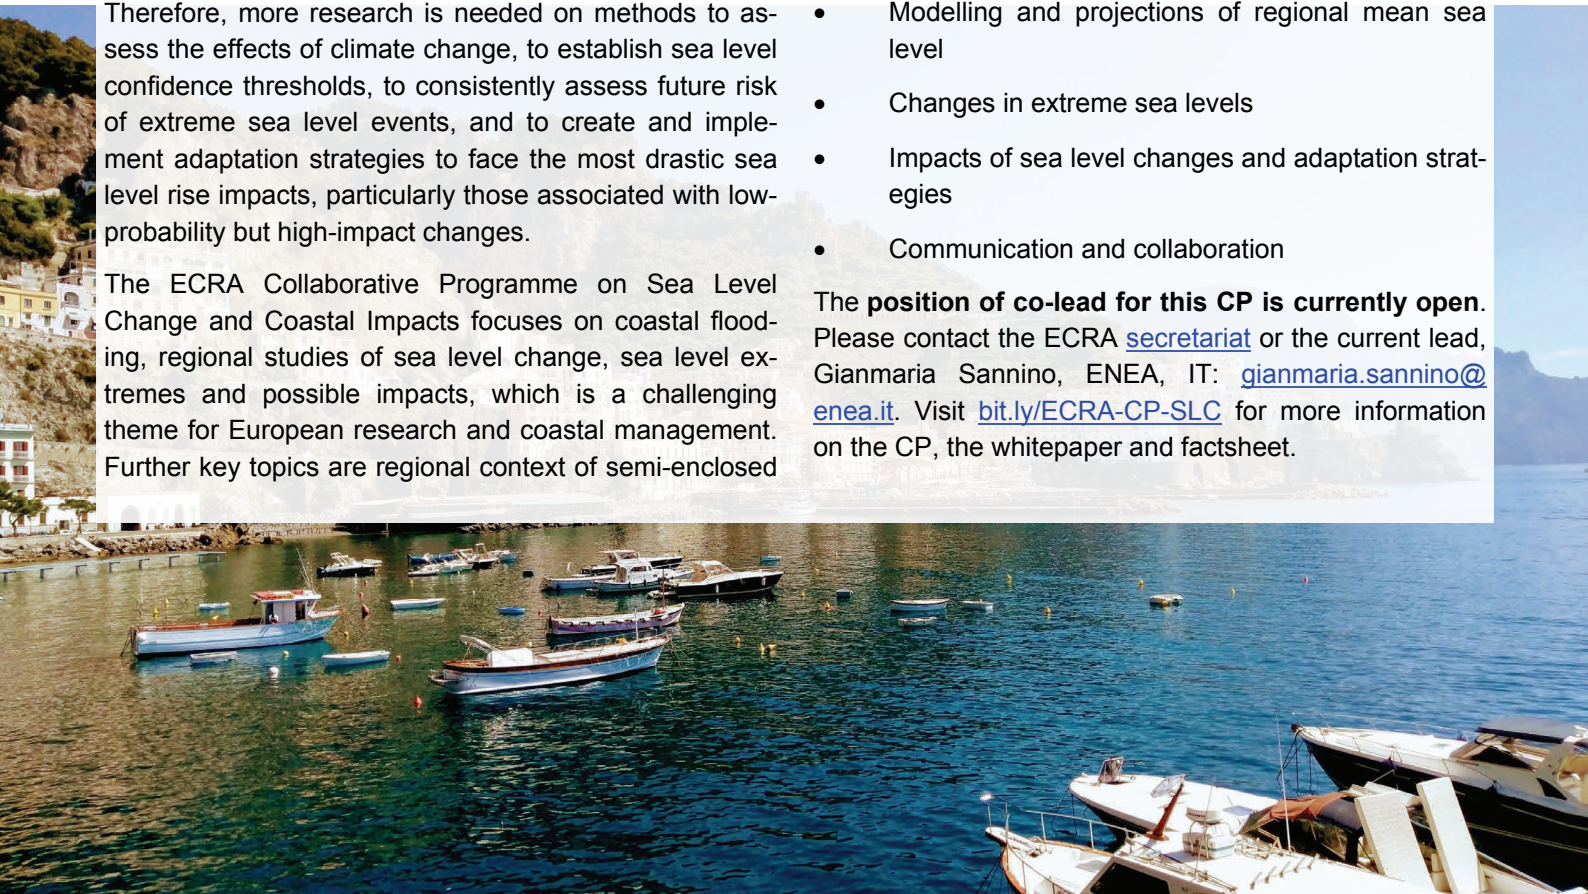 Therefore, more research is needed on methods to as-
sess the effects of climate change, to establish sea level
confidence thresholds, to consistently assess future risk
of extreme sea level events, and to create and imple-
ment adaptation strategies to face the most drastic sea
level rise impacts, particularly those associated with low-
probability but high-impact changes.
The ECRA Collaborative Programme on Sea Level
Change and Coastal Impacts focuses on coastal flood-
ing, regional studies of sea level change, sea level ex-
tremes and possible impacts, which is a challenging
theme for European research and coastal management.
Further key topics are regional context of semi-enclosed
• Modelling and projections of regional mean sea
level
• Changes in extreme sea levels
• Impacts of sea level changes and adaptation strat-
egies
• Communication and collaboration
The position of co-lead for this CP is currently open.
Please contact the ECRA secretariat or the current lead,
Gianmaria Sannino, ENEA, IT: gianmaria.sannino@
enea.it. Visit bit.ly/ECRA-CP-SLC for more information
on the CP, the whitepaper and factsheet.